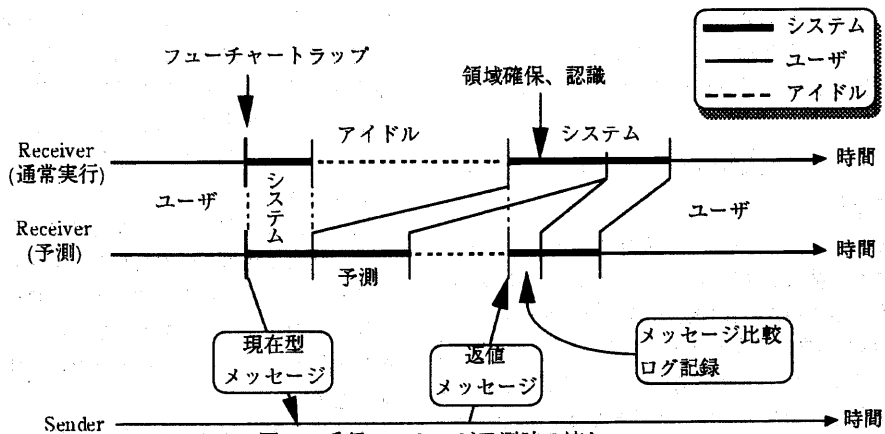 システム
ユーザ
アイドル
フューチャートラップ
領域確保、認識
アイドル
システム
Receiver
(通常実行)
時間
ユーザ
システム
ユーザ
Receiver
(予測)
時間
予測
現在型
メッセージ
返値
メッセージ
メッセージ比較
ログ記録
Sender
時間